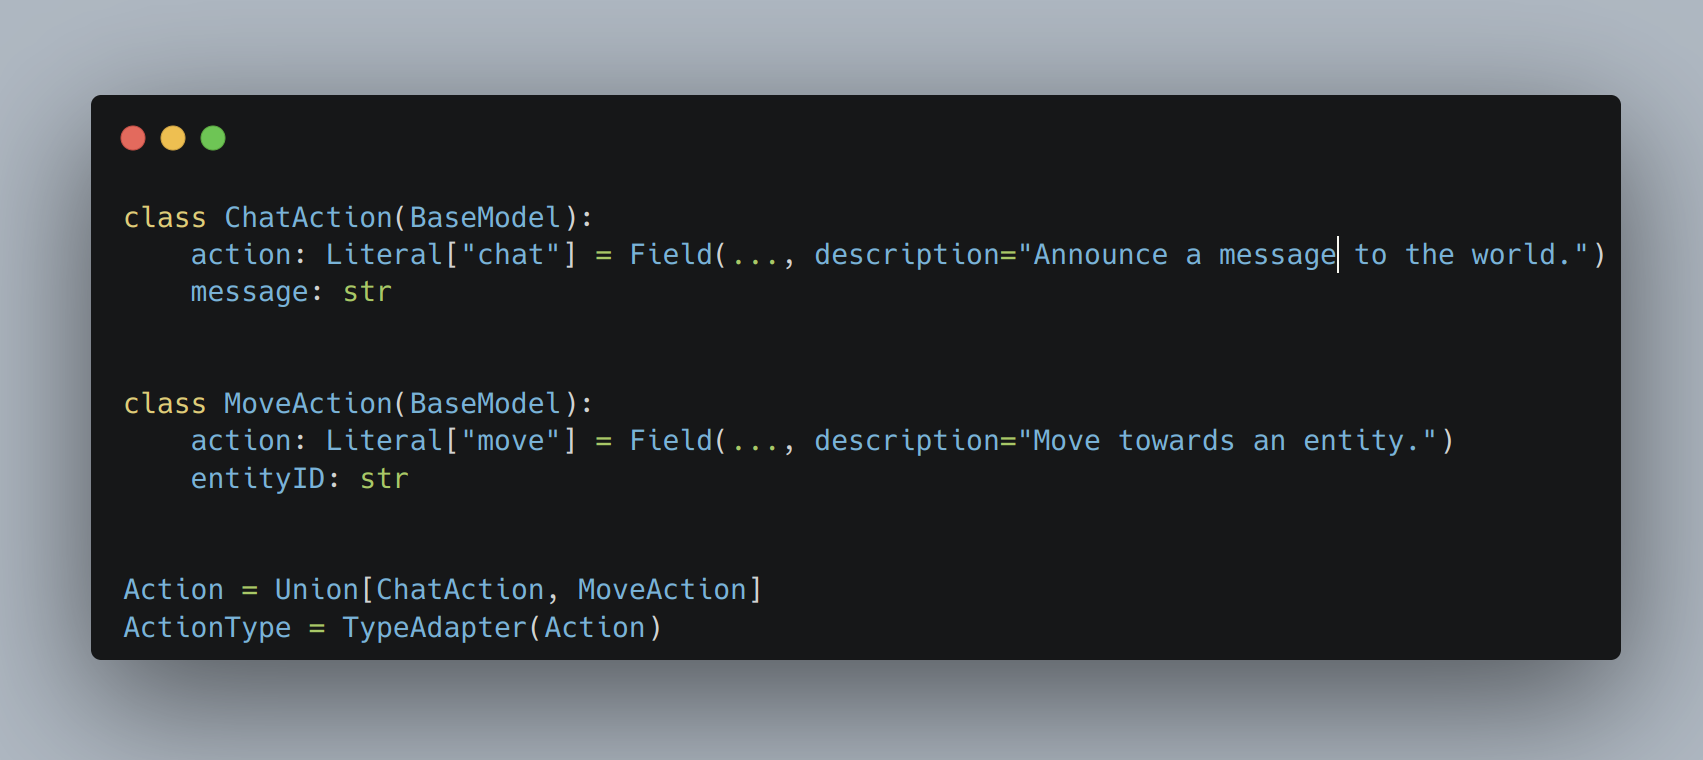 class ChatAction(BaseModel):
    action: Literal["chat"] = Field(..., description="Announce a message to the world.")
    message: str
class MoveAction(BaseModel):
    action: Literal["move"] = Field(..., description="Move towards an entity.")
    entityID: str
Action = Union[ChatAction, MoveAction]
ActionType = TypeAdapter(Action)